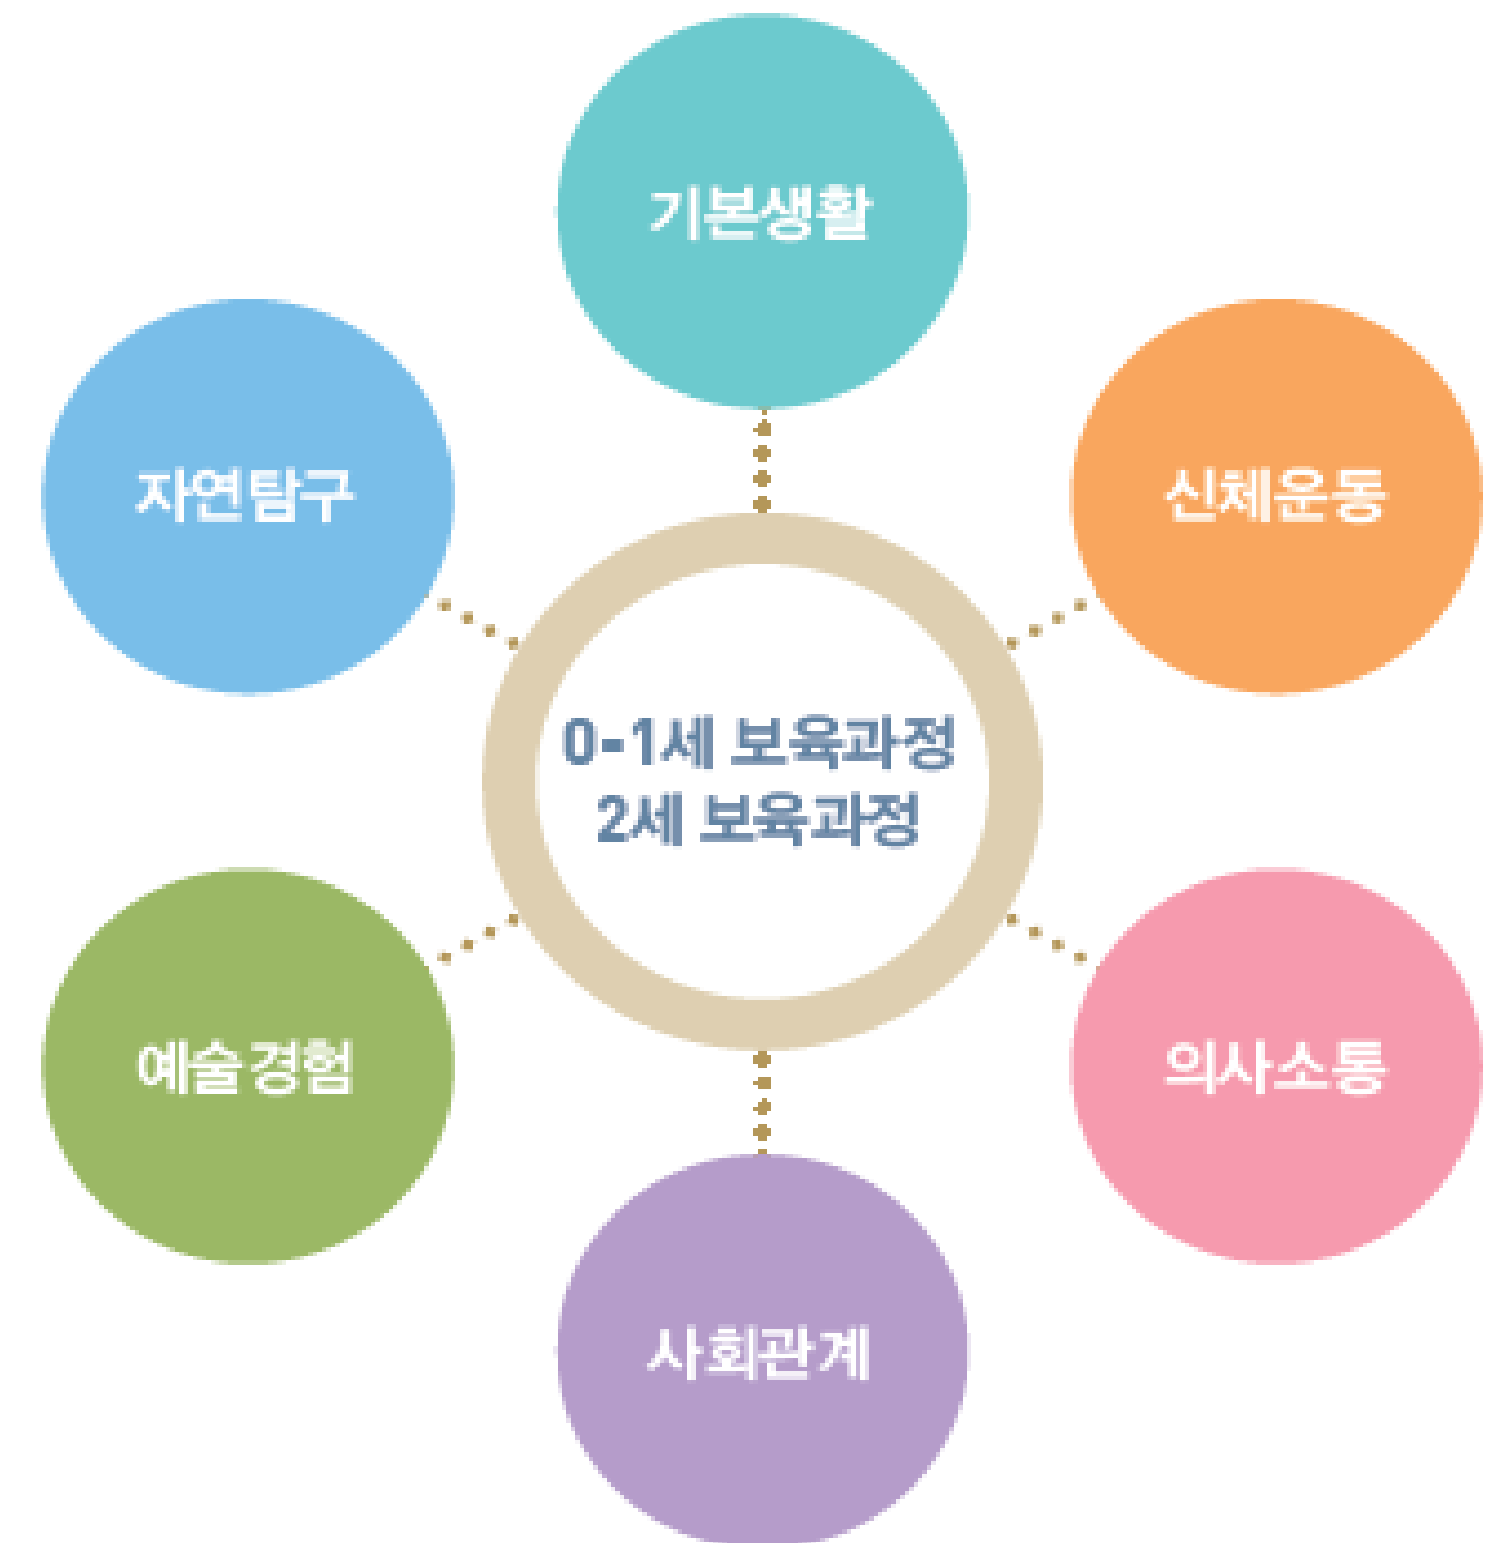 기본생활
자연탐구
신체운동
0-1세 보육과정
2세 보육과정
예술경험
의사소통
사회관계